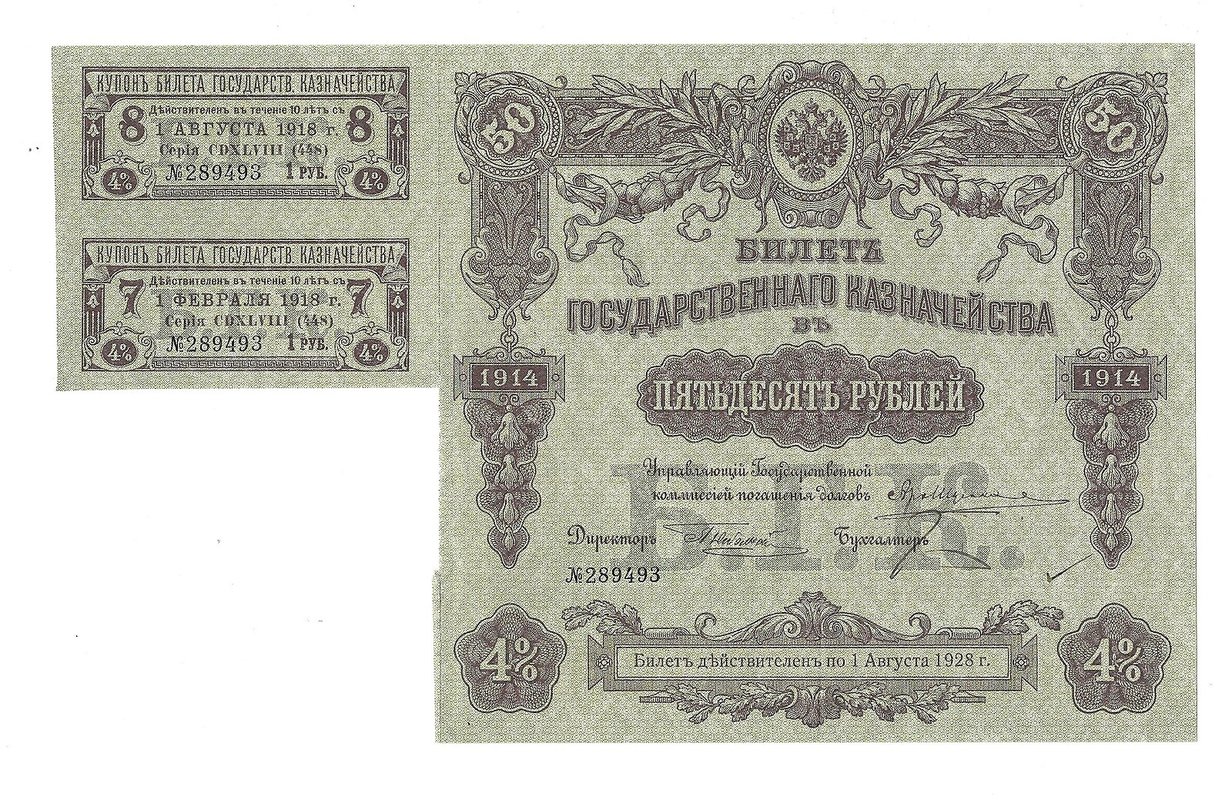 КУПОНЪ БИЛЕТА ГОСУДАРСТВ. КАЗНАЧЕЙСТВА
Дѣйствителенъ въ теченіе 10 лѣтъ съ
8 1 АВГУСТА 1918 г. 8
Серія CDXLVIII (448)
№289493 1 РУБ.
4% 4%
КУПОНЪ БИЛЕТА ГОСУДАРСТВ. КАЗНАЧЕЙСТВА
Дѣйствителенъ въ теченіе 10 лѣтъ съ
7 1 ФЕВРАЛЯ 1918 г. 7
Серія CDXLVIII (448)
№289493 1 РУБ.
4% 4%
50 50
БИЛЕТЪ
ГОСУДАРСТВЕННАГО КАЗНАЧЕЙСТВА
ВЪ
1914 ПЯТЬДЕСЯТЪ РУБЛЕЙ 1914
Управляющій Государственной
коммиссіей погашенія долговъ
Б.Г.К.
Директоръ Бухгалтеръ
№289493
4% 4%
Билетъ дѣйствителенъ по 1 Августа 1928 г.